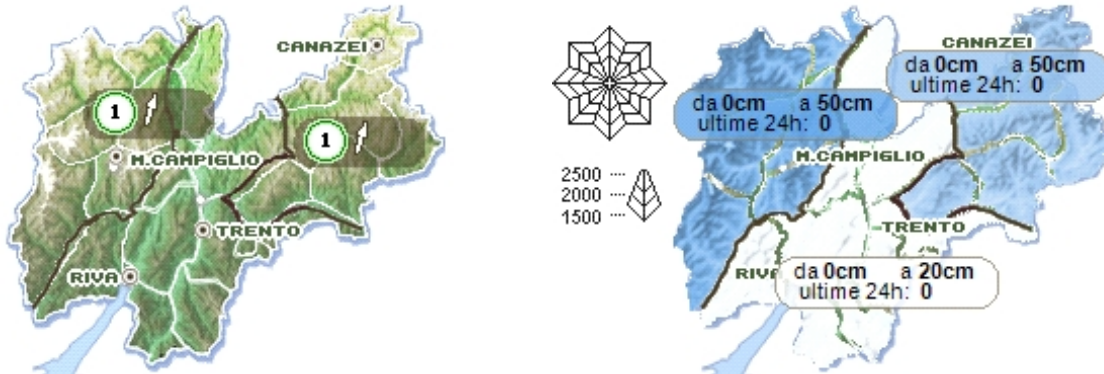 CANAZEI
1
1
M.CAMPIGLIO
TRENTO
RIVA
CANAZEI
da 0cm a 50cm
ultime 24h: 0
da 0cm a 50cm
ultime 24h: 0
M.CAMPIGLIO
2500
2000
1500
TRENTO
RIVA
da 0cm a 20cm
ultime 24h: 0